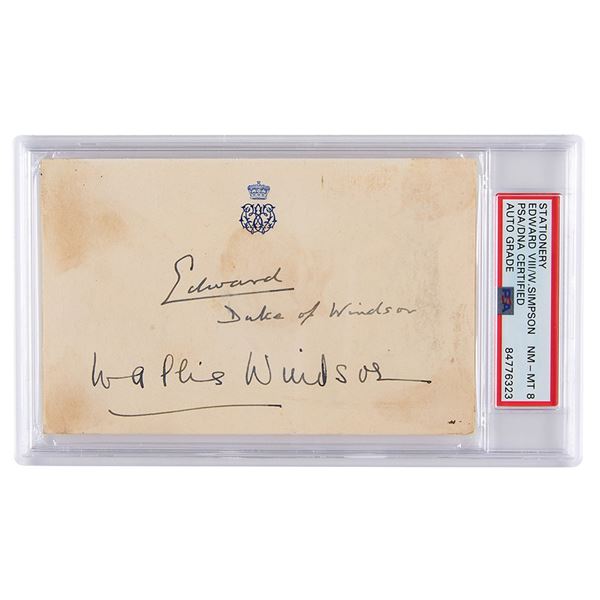 Edward
Duke of Windsor
Wallis Windsor
STATIONERY
EDWARD VIII/W. SIMPSON NM - MT 8
PSA/DNA CERTIFIED
AUTO GRADE 84776323
PSA